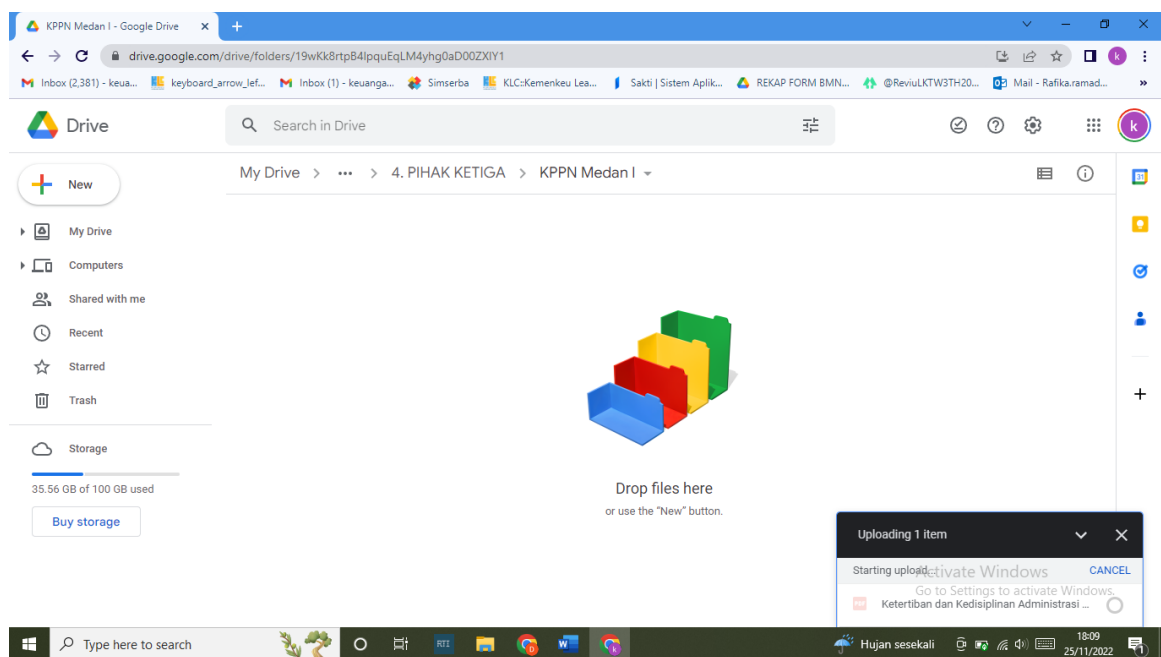 KPPN Medan I - Google Drive
drive.google.com/drive/folders/19wKk8rtpB4IpquEqLM4yhg0aD00ZXIY1
Inbox (2,381) - keua... keyboard_arrow_lef... Inbox (1) - keuanga... Simserba KLC:Kemenkeu Lea... Sakti | Sistem Aplik... REKAP FORM BMN... @ReviuLKTW3TH20... Mail - Rafika.ramad... »
Drive Search in Drive k
My Drive > ... > 4. PIHAK KETIGA > KPPN Medan I
New
My Drive
Computers
Shared with me
Recent
Starred
Trash
Storage
35.56 GB of 100 GB used
Buy storage
Drop files here
or use the "New" button.
Uploading 1 item
Starting upload... CANCEL
Ketertiban dan Kedisiplinan Administrasi ...
Activate Windows
Go to Settings to activate Windows.
Type here to search RTI Hujan sesekali 18:09
25/11/2022